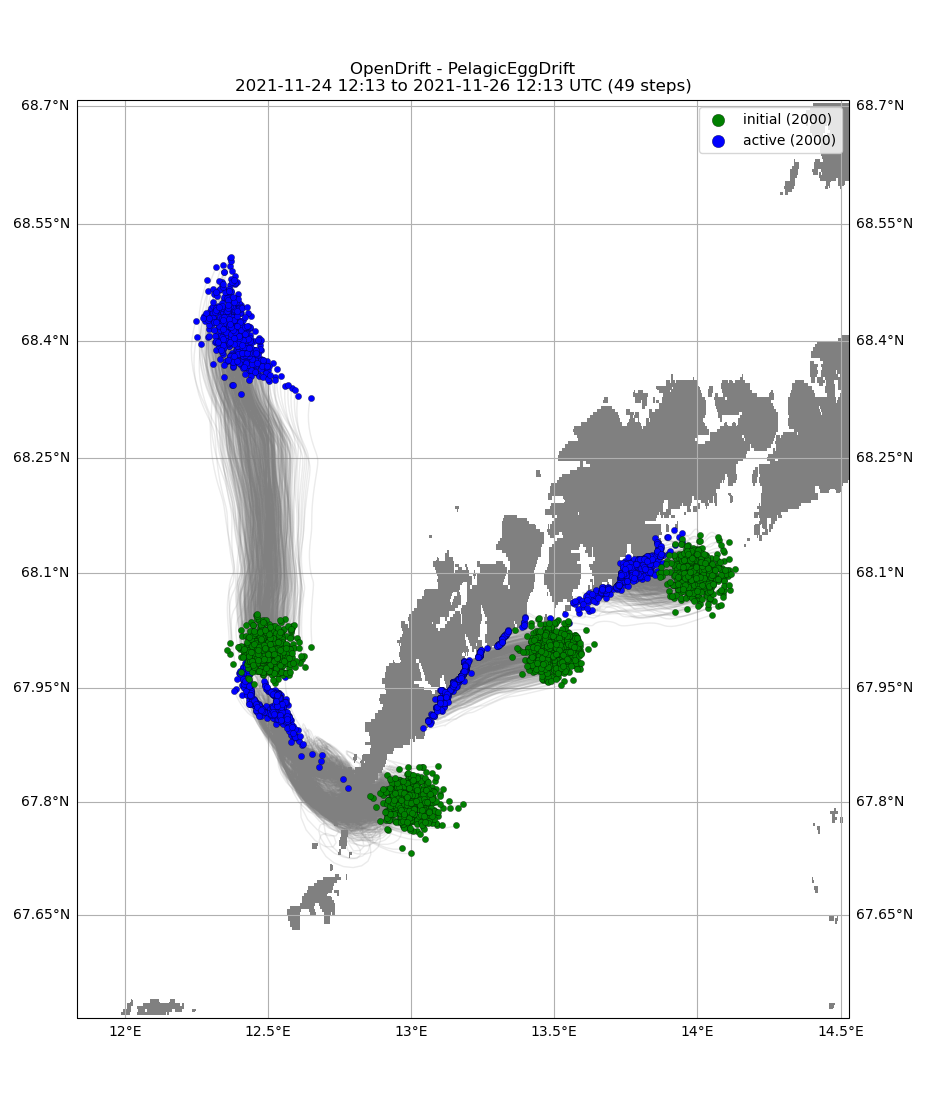 OpenDrift - PelagicEggDrift
2021-11-24 12:13 to 2021-11-26 12:13 UTC (49 steps)
68.7°N 68.7°N
initial (2000)
active (2000)
68.55°N 68.55°N
68.4°N 68.4°N
68.25°N 68.25°N
68.1°N 68.1°N
67.95°N 67.95°N
67.8°N 67.8°N
67.65°N 67.65°N
12°E 12.5°E 13°E 13.5°E 14°E 14.5°E